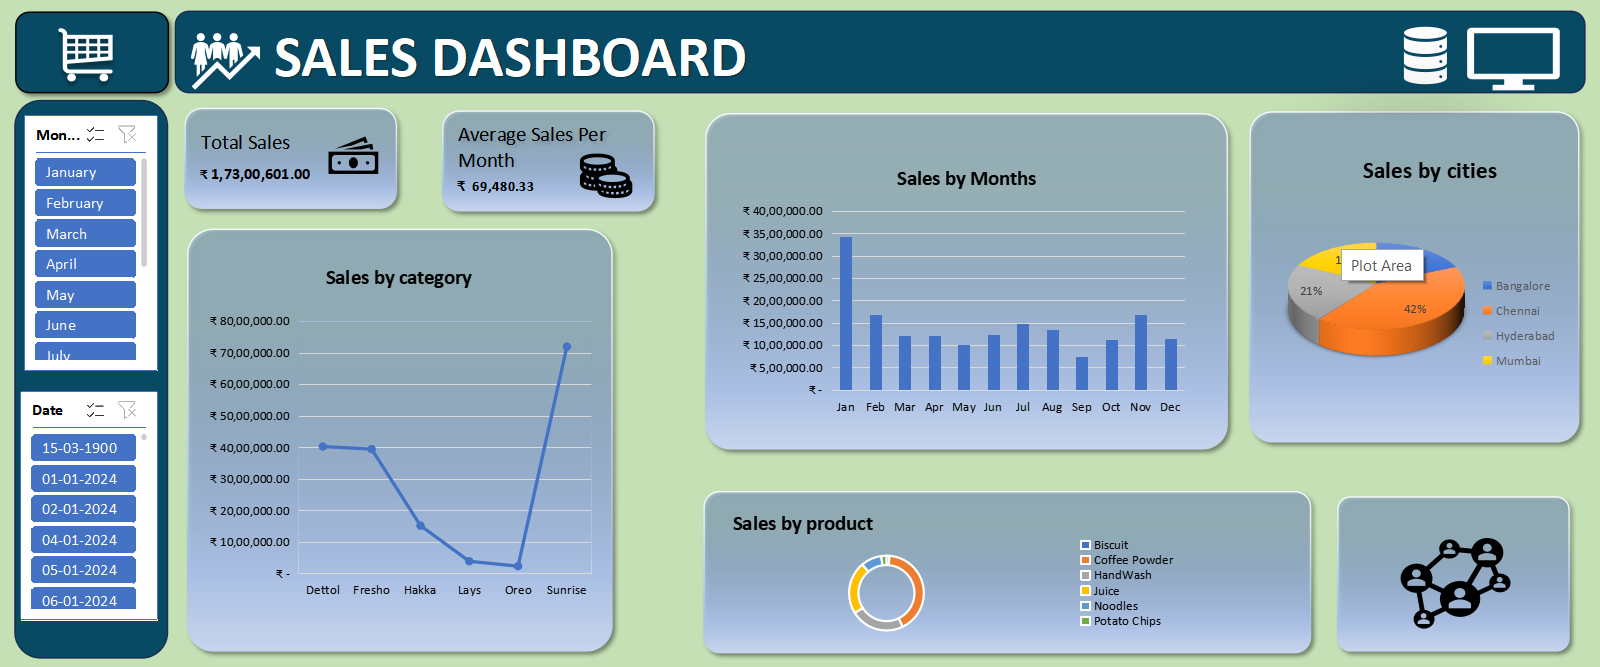 SALES DASHBOARD
Mon...
January
February
March
April
May
June
July
Date
15-03-1900
01-01-2024
02-01-2024
04-01-2024
05-01-2024
06-01-2024
Total Sales
₹ 1,73,00,601.00
Average Sales Per
Month
₹ 69,480.33
Sales by category
₹ 80,00,000.00
₹ 70,00,000.00
₹ 60,00,000.00
₹ 50,00,000.00
₹ 40,00,000.00
₹ 30,00,000.00
₹ 20,00,000.00
₹ 10,00,000.00
₹ -
Dettol Fresho Hakka Lays Oreo Sunrise
Sales by Months
₹ 40,00,000.00
₹ 35,00,000.00
₹ 30,00,000.00
₹ 25,00,000.00
₹ 20,00,000.00
₹ 15,00,000.00
₹ 10,00,000.00
₹ 5,00,000.00
₹ -
Jan Feb Mar Apr May Jun Jul Aug Sep Oct Nov Dec
Sales by cities
Plot Area
21%
42%
Bangalore
Chennai
Hyderabad
Mumbai
Sales by product
Biscuit
Coffee Powder
HandWash
Juice
Noodles
Potato Chips